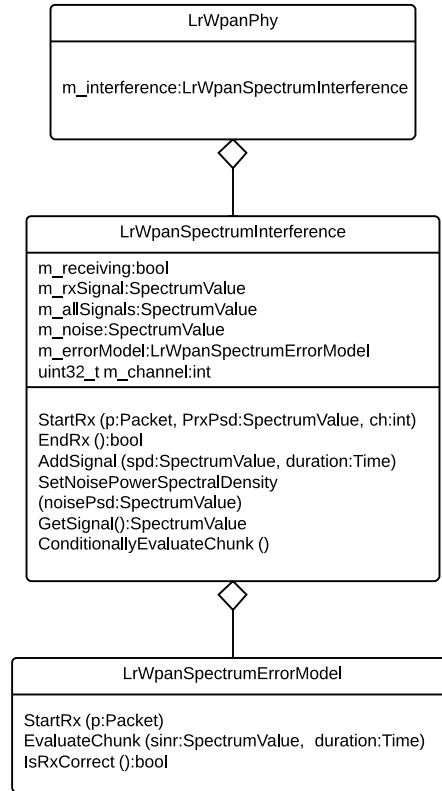 LrWpanPhy
m_interference:LrWpanSpectrumInterference
LrWpanSpectrumInterference
m_receiving:bool
m_rxSignal:SpectrumValue
m_allSignals:SpectrumValue
m_noise:SpectrumValue
m_errorModel:LrWpanSpectrumErrorModel
uint32_t m_channel:int
StartRx (p:Packet, PrxPsd:SpectrumValue, ch:int)
EndRx ():bool
AddSignal (spd:SpectrumValue, duration:Time)
SetNoisePowerSpectralDensity
(noisePsd:SpectrumValue)
GetSignal():SpectrumValue
ConditionallyEvaluateChunk ()
LrWpanSpectrumErrorModel
StartRx (p:Packet)
EvaluateChunk (sinr:SpectrumValue,  duration:Time)
IsRxCorrect ():bool